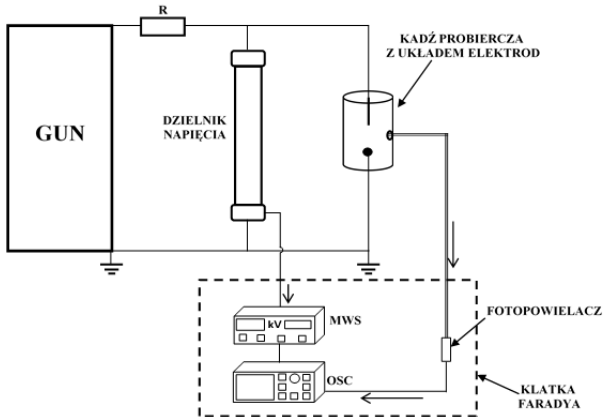 R
KADŹ PROBIERCZA
Z UKŁADEM ELEKTROD
GUN
DZIELNIK
NAPIĘCIA
kV
MWS
FOTOPOWIELACZ
OSC
KLATKA
FARADYA